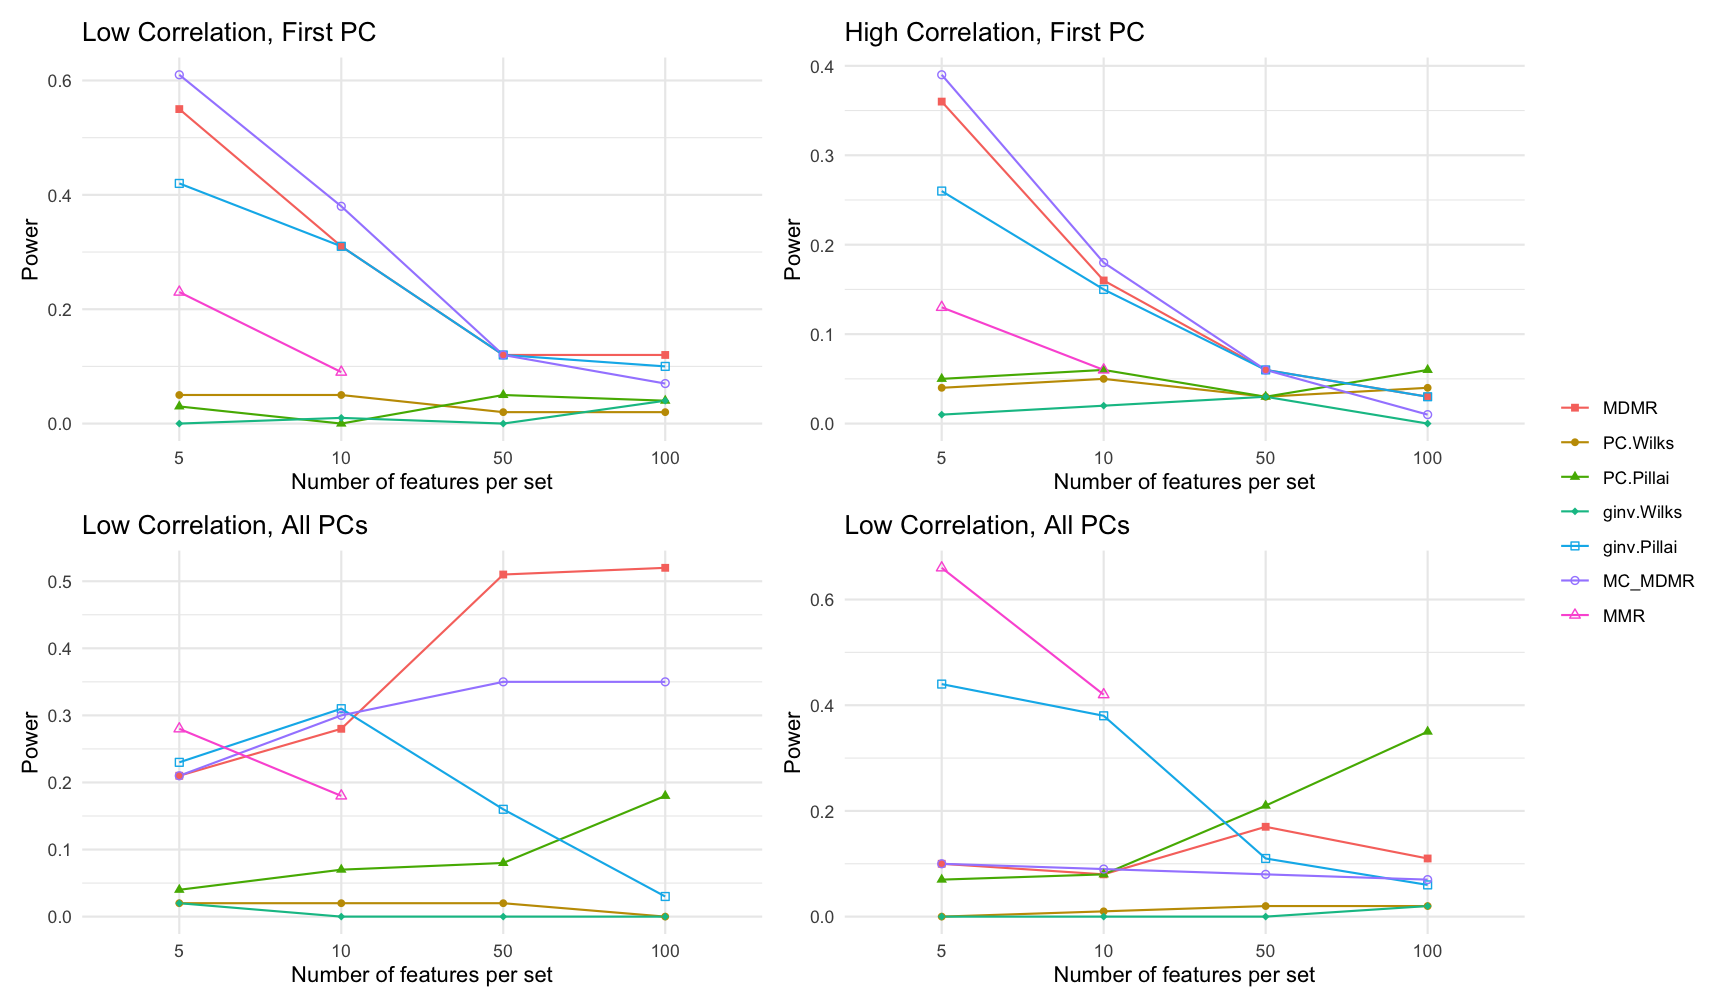 Low Correlation, First PC
Power
0.6
0.4
0.2
0.0
5 10 50 100
Number of features per set
High Correlation, First PC
Power
0.4
0.3
0.2
0.1
0.0
5 10 50 100
Number of features per set
Low Correlation, All PCs
Power
0.5
0.4
0.3
0.2
0.1
0.0
5 10 50 100
Number of features per set
Low Correlation, All PCs
Power
0.6
0.4
0.2
0.0
5 10 50 100
Number of features per set
MDMR
PC.Wilks
PC.Pillai
ginv.Wilks
ginv.Pillai
MC_MDMR
MMR